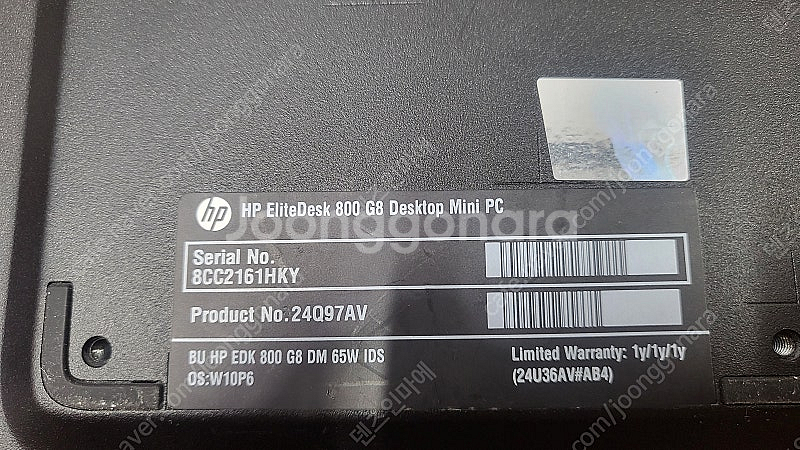 hp HP EliteDesk 800 G8 Desktop Mini PC
Joonggonara
Serial No.
8CC2161HKY
Product No.24Q97AV
BU HP EDK 800 G8 DM 65W IDS
OS:W10P6
Limited Warranty: 1y/1y/1y
(24U36AV#AB4)